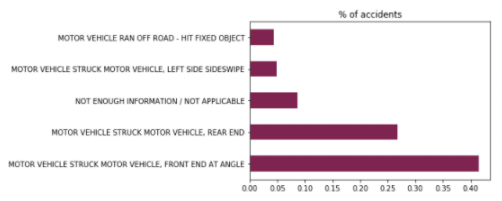 % of accidents
MOTOR VEHICLE RAN OFF ROAD - HIT FIXED OBJECT
MOTOR VEHICLE STRUCK MOTOR VEHICLE, LEFT SIDE SIDESWIPE
NOT ENOUGH INFORMATION / NOT APPLICABLE
MOTOR VEHICLE STRUCK MOTOR VEHICLE, REAR END
MOTOR VEHICLE STRUCK MOTOR VEHICLE, FRONT END AT ANGLE
0.00 0.05 0.10 0.15 0.20 0.25 0.30 0.35 0.40